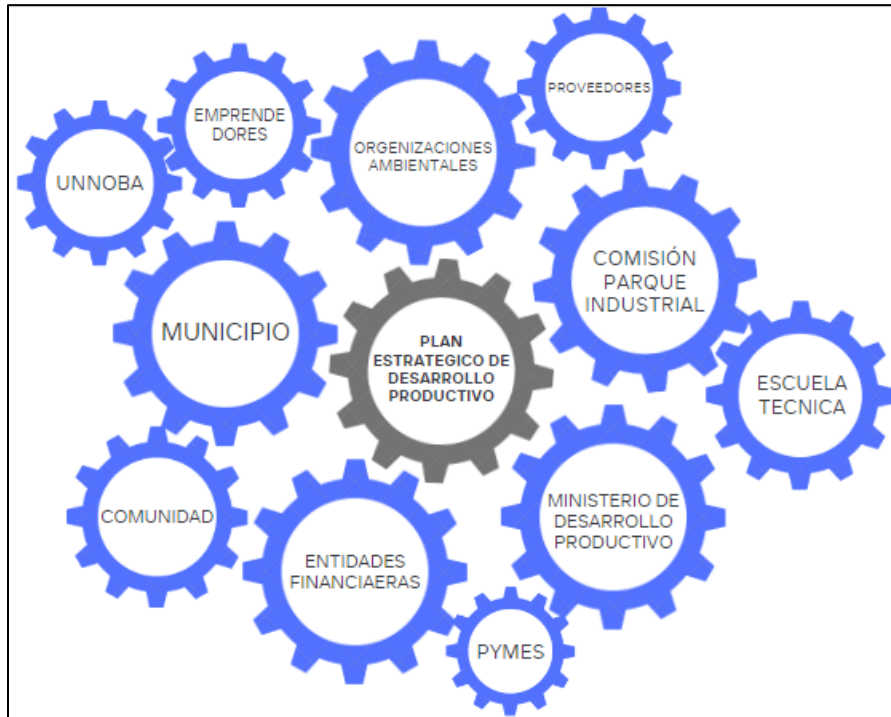 PROVEEDORES
EMPRENDE
DORES
ORGENIZACIONES
AMBIENTALES
UNNOBA
COMISIÓN
PARQUE
INDUSTRIAL
MUNICIPIO
PLAN
ESTRATEGICO DE
DESARROLLO
PRODUCTIVO
ESCUELA
TECNICA
COMUNIDAD
MINISTERIO DE
DESARROLLO
PRODUCTIVO
ENTIDADES
FINANCIAERAS
PYMES